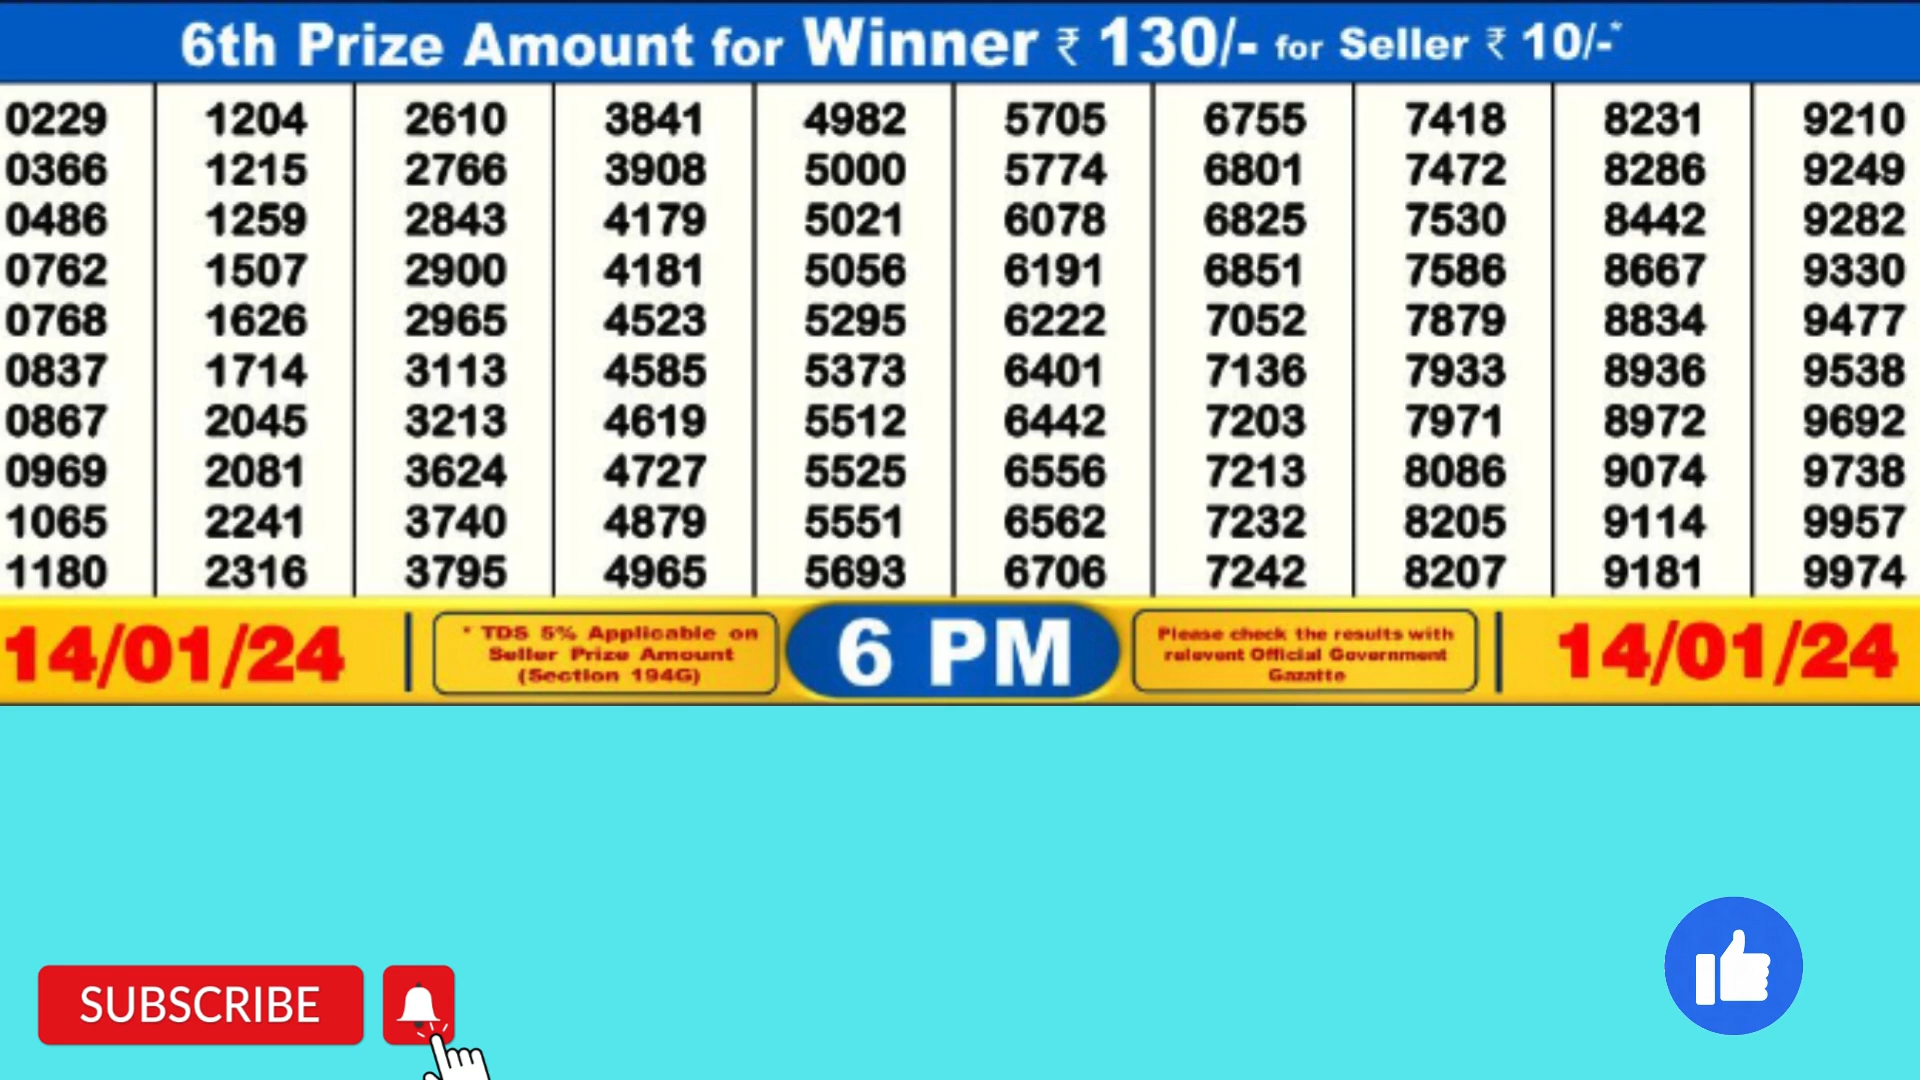 6th Prize Amount for Winner ₹ 130/- for Seller ₹ 10/-*
0229 1204 2610 3841 4982 5705 6755 7418 8231 9210
0366 1215 2766 3908 5000 5774 6801 7472 8286 9249
0486 1259 2843 4179 5021 6078 6825 7530 8442 9282
0762 1507 2900 4181 5056 6191 6851 7586 8667 9330
0768 1626 2965 4523 5295 6222 7052 7879 8834 9477
0837 1714 3113 4585 5373 6401 7136 7933 8936 9538
0867 2045 3213 4619 5512 6442 7203 7971 8972 9692
0969 2081 3624 4727 5525 6556 7213 8086 9074 9738
1065 2241 3740 4879 5551 6562 7232 8205 9114 9957
1180 2316 3795 4965 5693 6706 7242 8207 9181 9974
14/01/24
* TDS 5% Applicable on
Seller Prize Amount
(Section 194G)
6 PM
Please check the results with
relevent Official Government
Gazatte
14/01/24
SUBSCRIBE